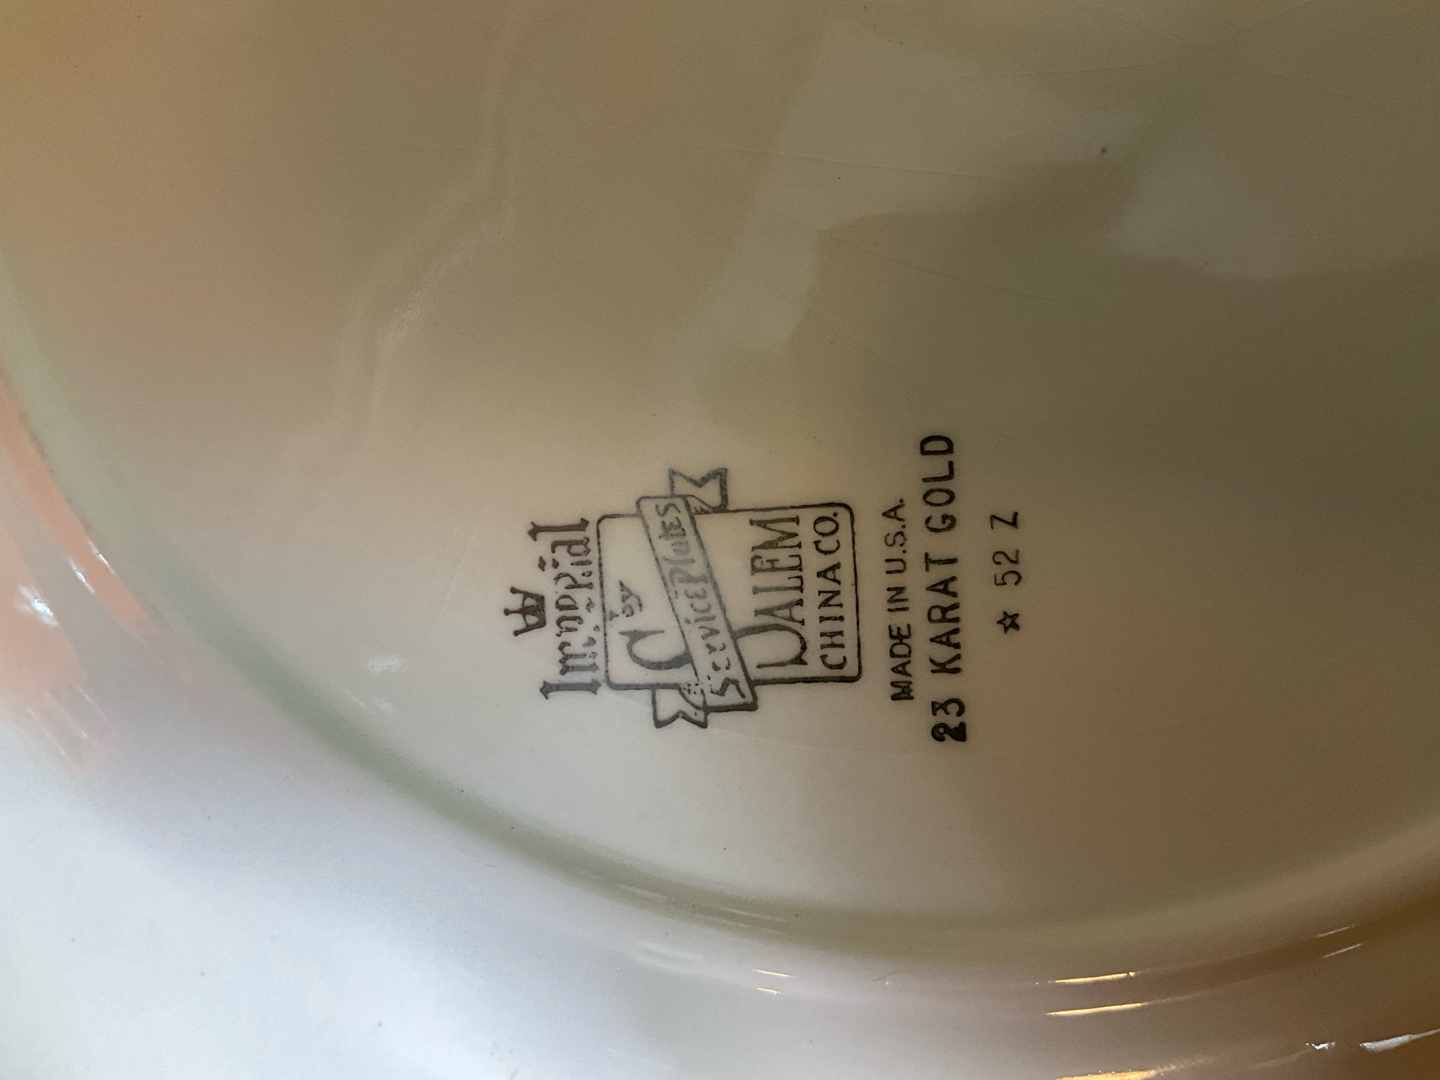 Imperial
by
Service Plates
SALEM
CHINA CO.
MADE IN U.S.A.
23 KARAT GOLD
☆ 52 Z